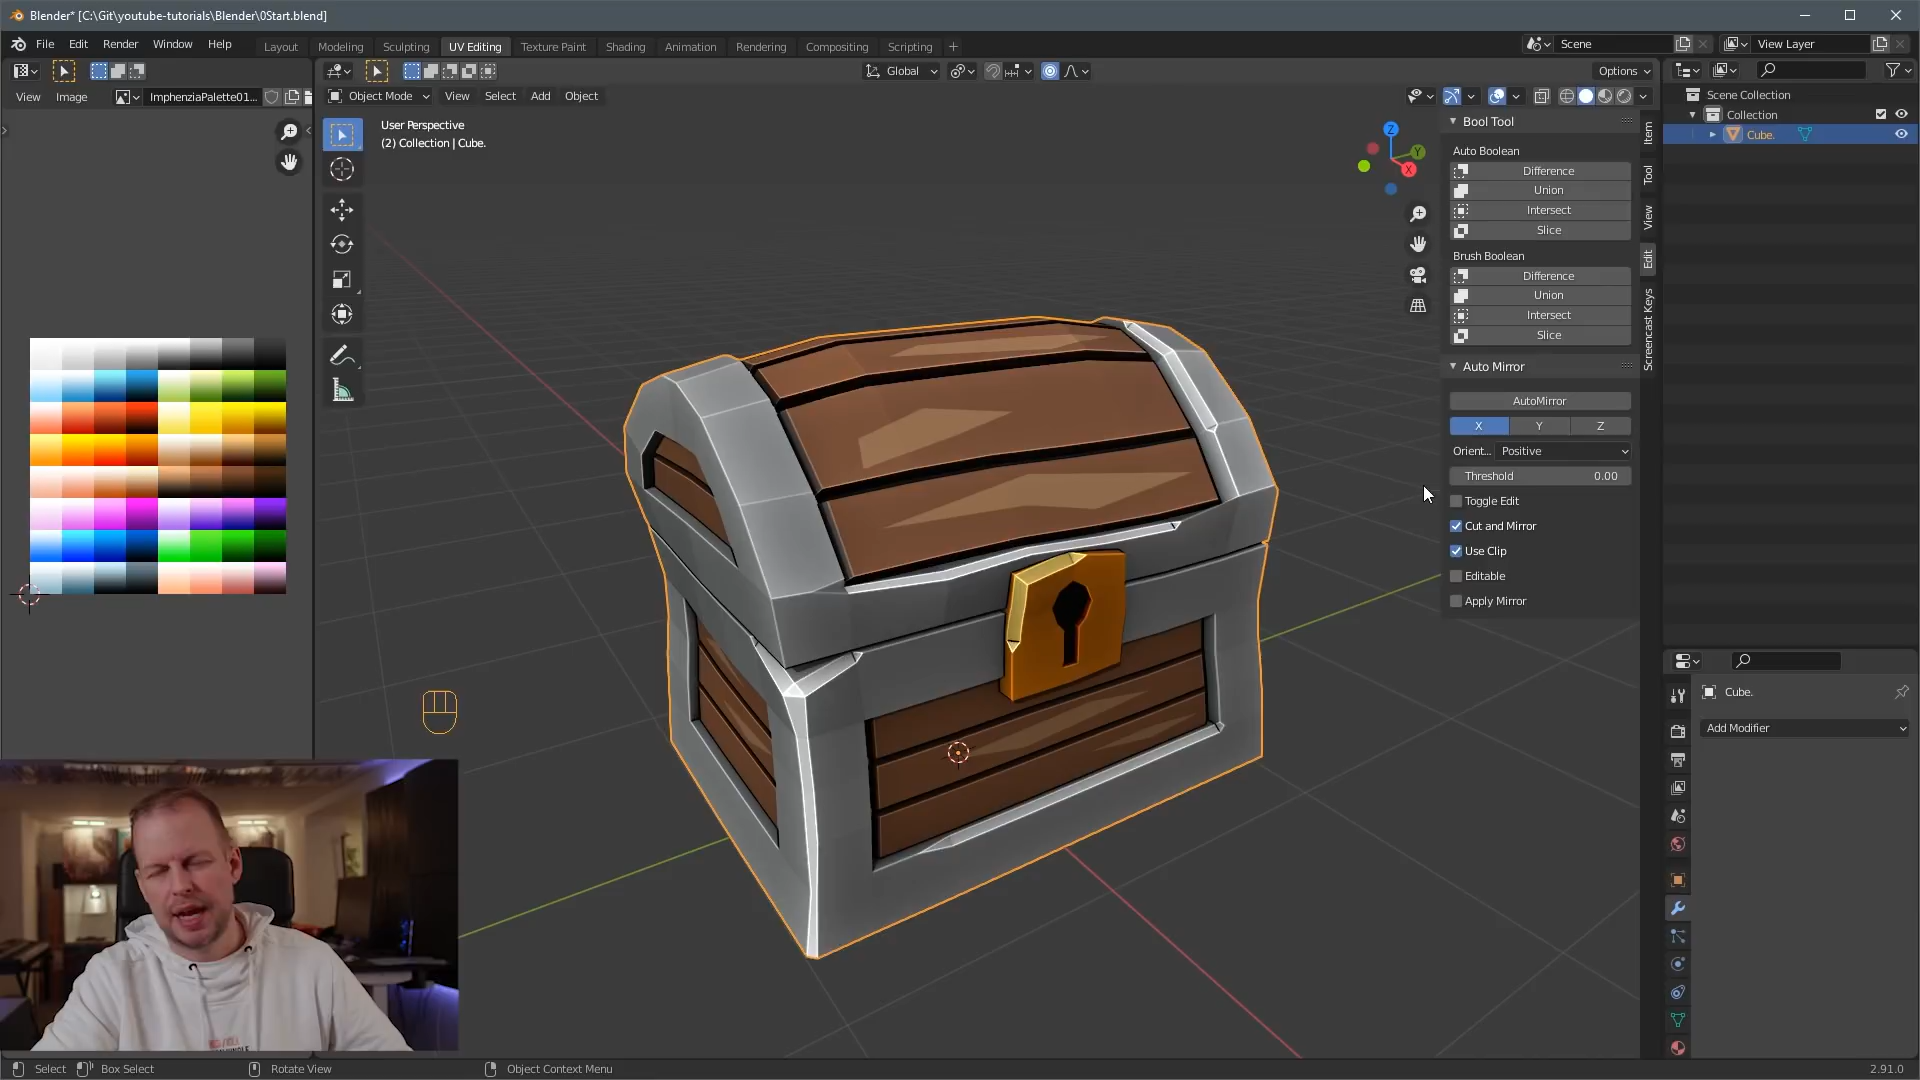 Blender* [C:\Git\youtube-tutorials\Blender\0Start.blend]
File Edit Render Window Help
Layout Modeling Sculpting UV Editing Texture Paint Shading Animation Rendering Compositing Scripting +
Scene
View Layer
Global
Options
View Image
ImphenziaPalette01...
Object Mode View Select Add Object
User Perspective
(2) Collection | Cube.
Z
Y
X
Bool Tool
Auto Boolean
Difference
Union
Intersect
Slice
Brush Boolean
Difference
Union
Intersect
Slice
Auto Mirror
AutoMirror
X Y Z
Orient... Positive
Threshold 0.00
Toggle Edit
Cut and Mirror
Use Clip
Editable
Apply Mirror
Item
Tool
View
Edit
Screencast Keys
Scene Collection
Collection
Cube.
Cube.
Add Modifier
Select
Box Select
Rotate View
Object Context Menu
2.91.0